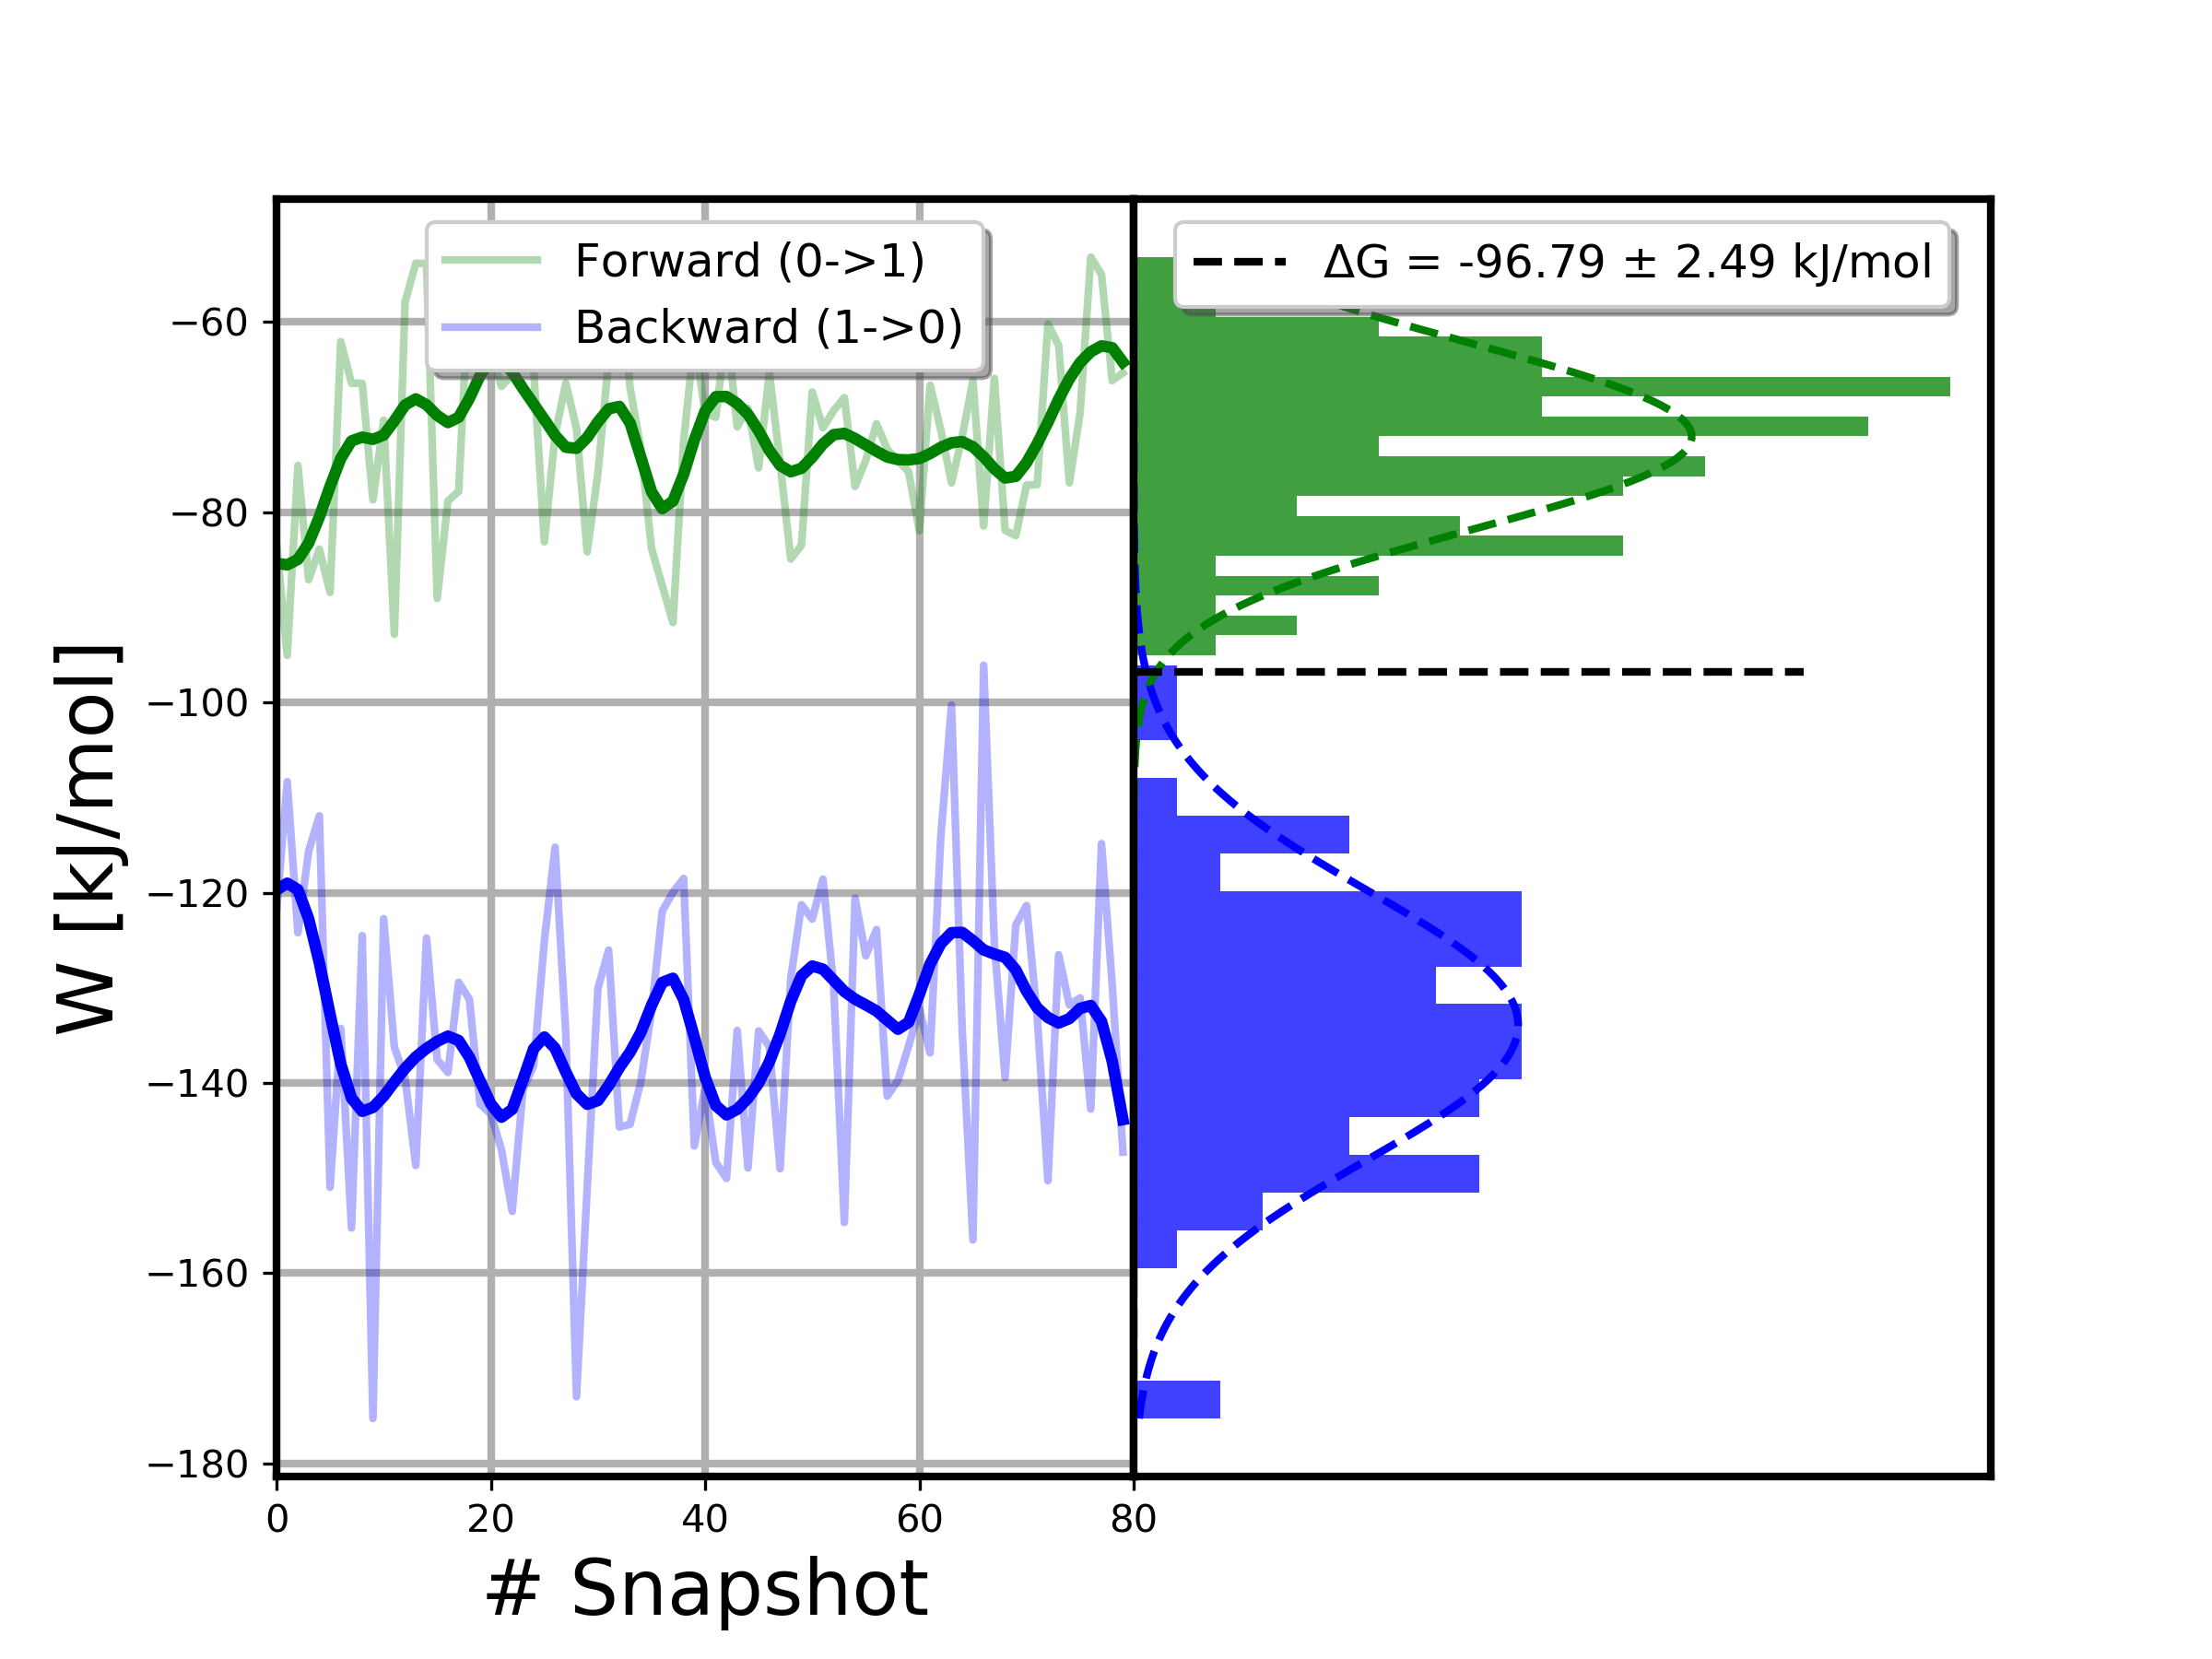 Forward (0->1)
Backward (1->0)
ΔG = -96.79 ± 2.49 kJ/mol
W [kJ/mol]
−60
−80
−100
−120
−140
−160
−180
0 20 40 60 80
# Snapshot